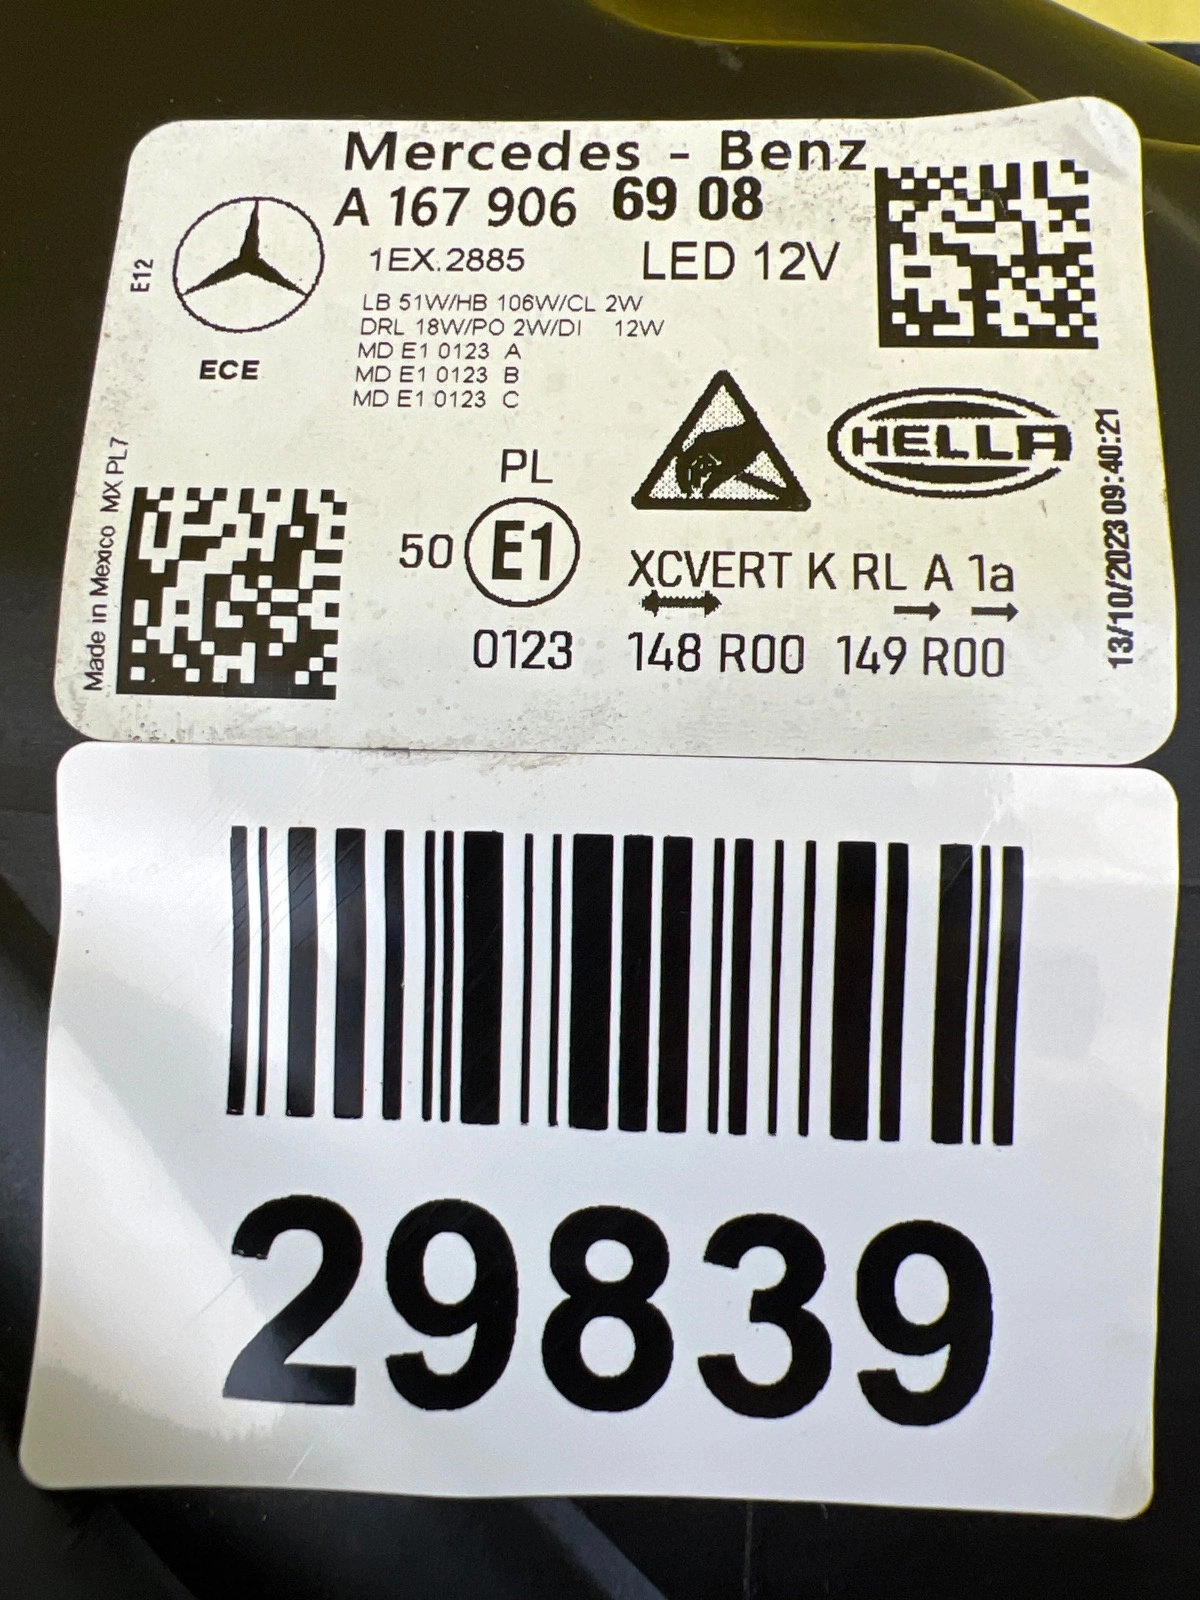 Mercedes - Benz
A 167 906 69 08
1EX.2885 LED 12V
E12
LB 51W/HB 106W/CL 2W
DRL 18W/PO 2W/DI 12W
MD E1 0123 A
MD E1 0123 B
MD E1 0123 C
ECE
HELLA
PL
50 E1 XCVERT K RL A 1a
0123 148 R00 149 R00
Made in Mexico MX PL7
13/10/2023 09:40:21
29839